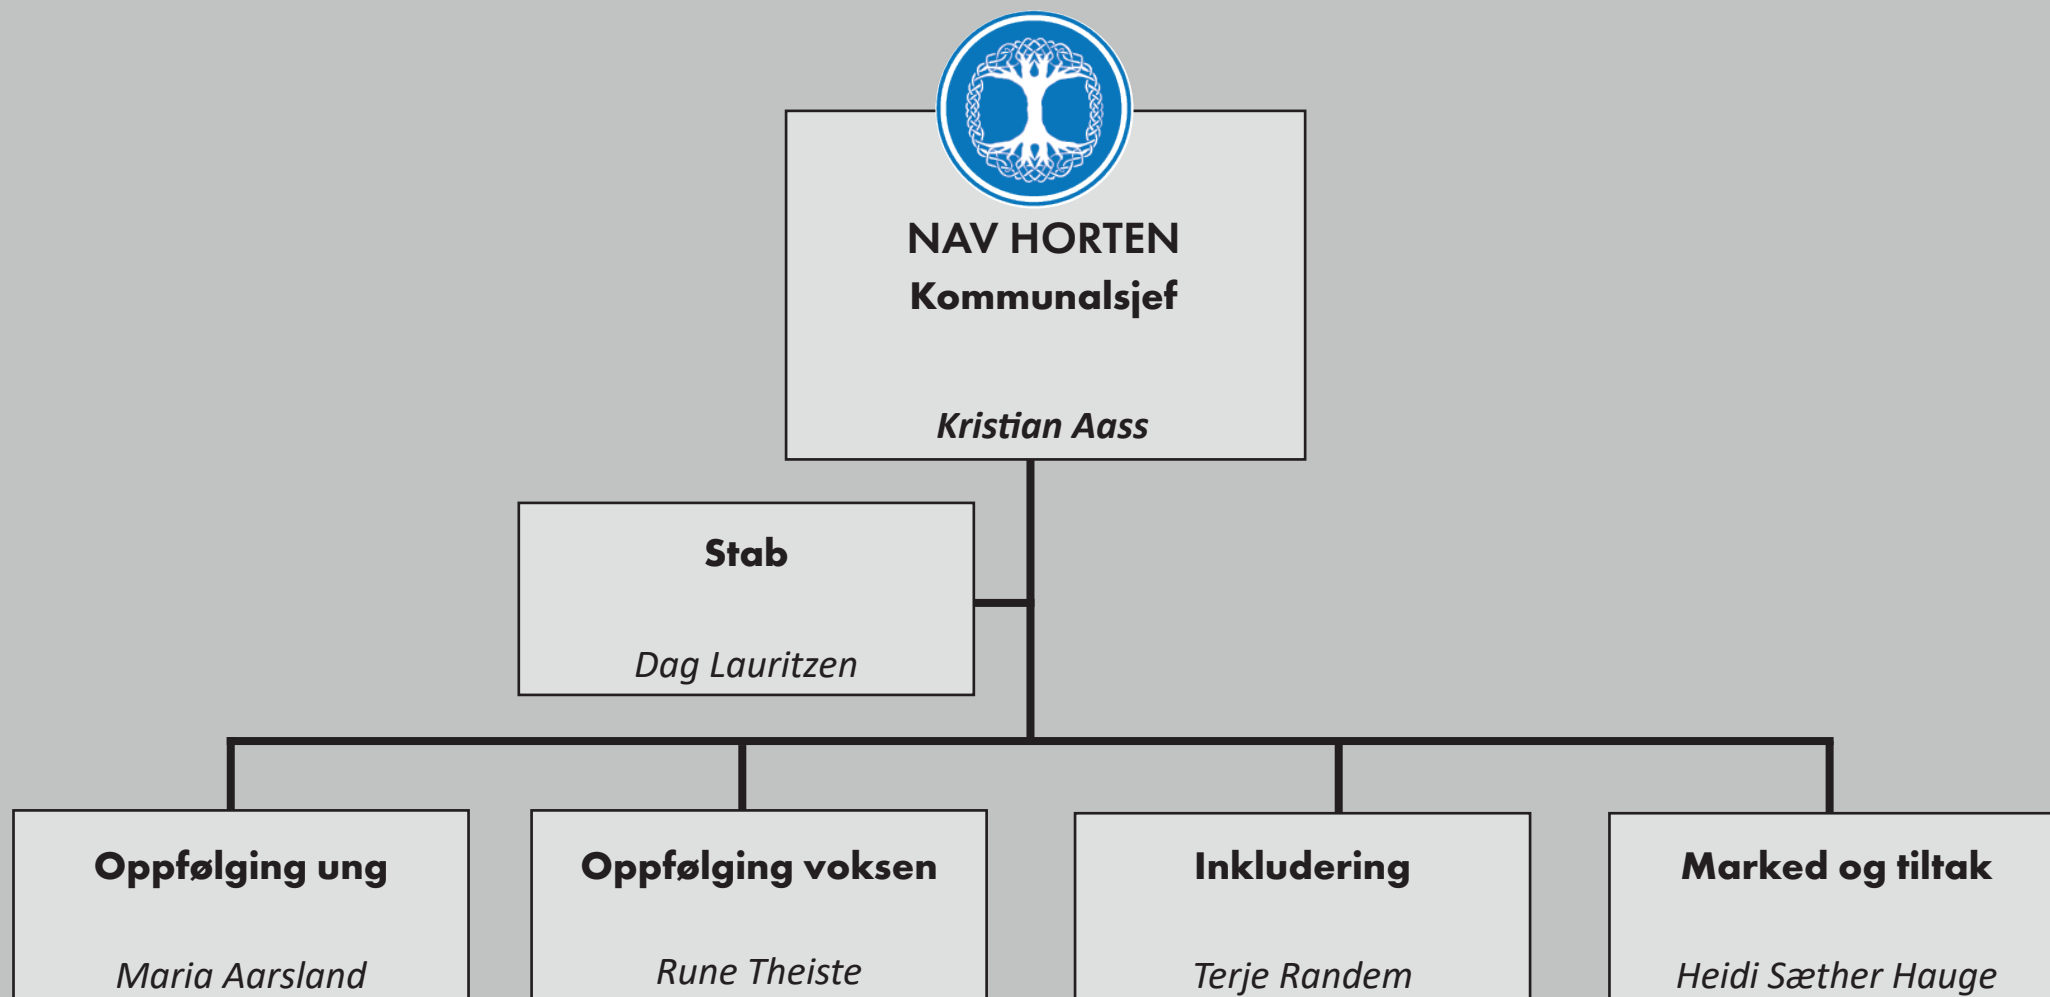 NAV HORTEN
Kommunalsjef
Kristian Aass
Stab
Dag Lauritzen
Oppfølging ung
Maria Aarsland
Oppfølging voksen
Rune Theiste
Inkludering
Terje Randem
Marked og tiltak
Heidi Sæther Hauge